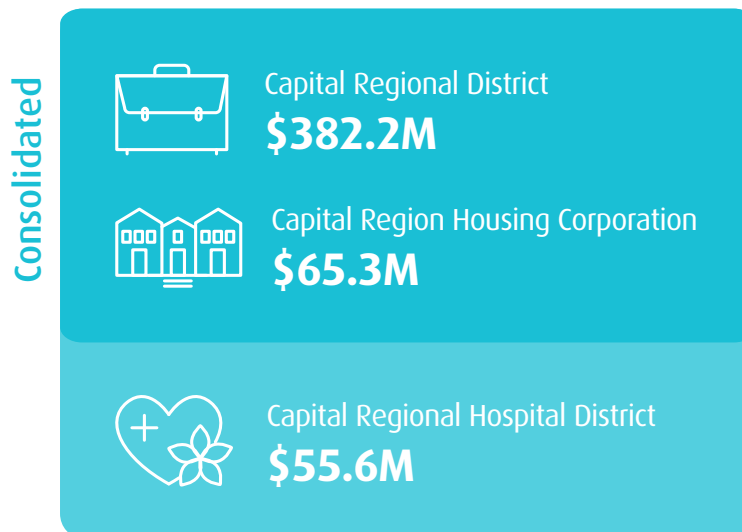 Consolidated
Capital Regional District
$382.2M
Capital Region Housing Corporation
$65.3M
Capital Regional Hospital District
$55.6M